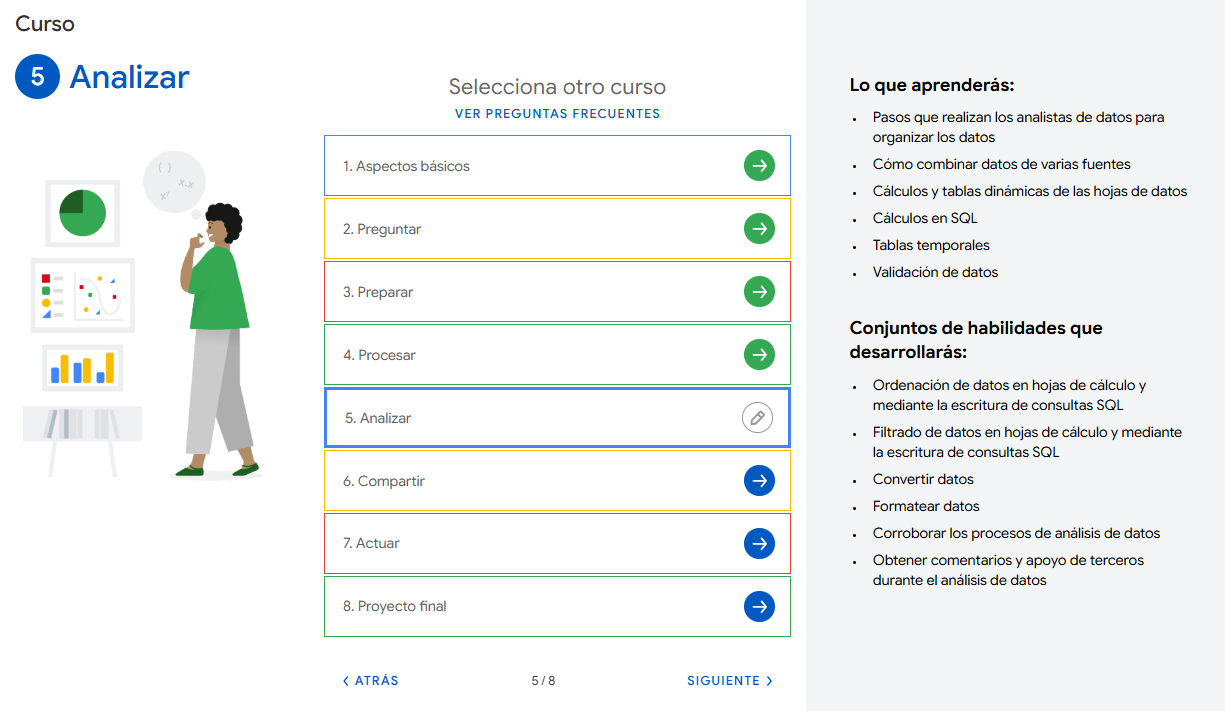 Curso
5 Analizar
( )
x.x
xʸ
Selecciona otro curso
VER PREGUNTAS FRECUENTES
1. Aspectos básicos
2. Preguntar
3. Preparar
4. Procesar
5. Analizar
6. Compartir
7. Actuar
8. Proyecto final
ATRÁS
5 / 8
SIGUIENTE
Lo que aprenderás:
• Pasos que realizan los analistas de datos para
organizar los datos
• Cómo combinar datos de varias fuentes
• Cálculos y tablas dinámicas de las hojas de datos
• Cálculos en SQL
• Tablas temporales
• Validación de datos
Conjuntos de habilidades que
desarrollarás:
• Ordenación de datos en hojas de cálculo y
mediante la escritura de consultas SQL
• Filtrado de datos en hojas de cálculo y mediante
la escritura de consultas SQL
• Convertir datos
• Formatear datos
• Corroborar los procesos de análisis de datos
• Obtener comentarios y apoyo de terceros
durante el análisis de datos